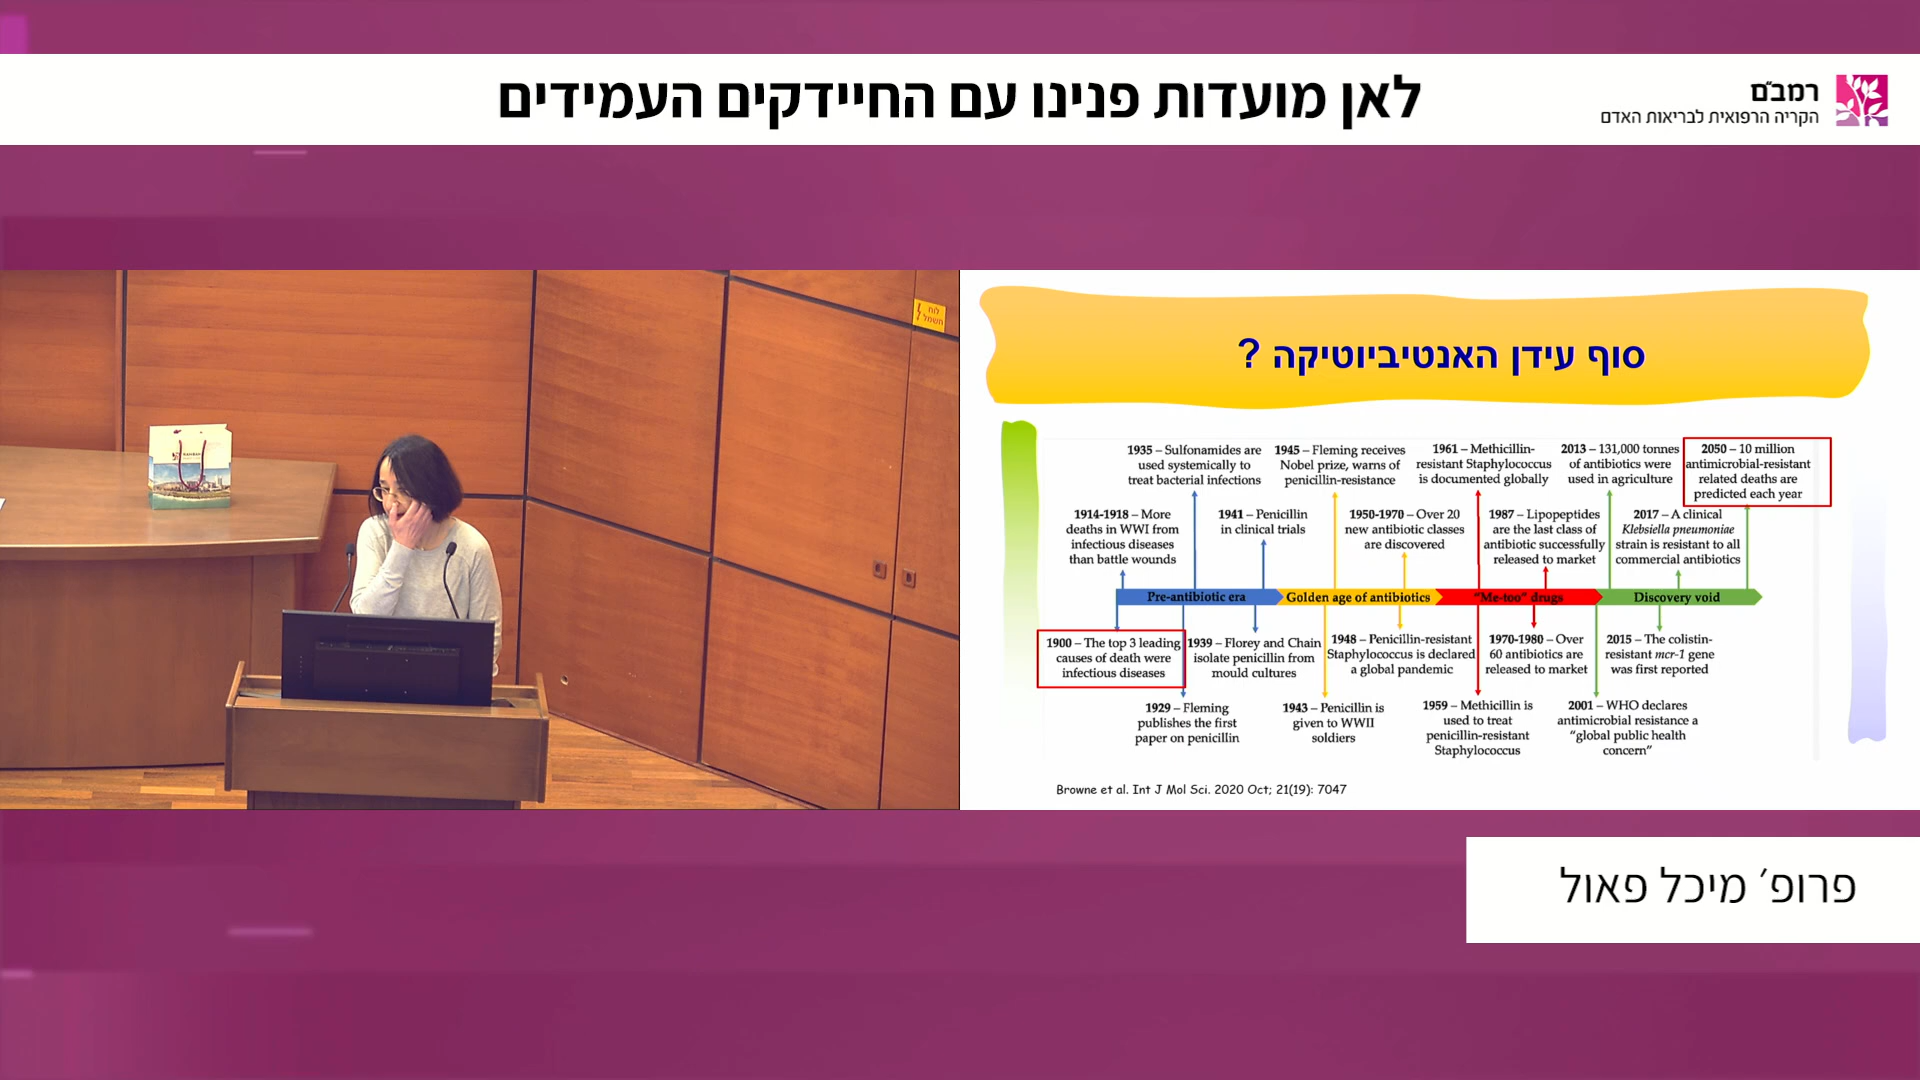 לאן מועדות פנינו עם החיידקים העמידים
רמב״ם
הקריה הרפואית לבריאות האדם
לוח
חשמל
RAMBAM
סוף עידן האנטיביוטיקה ?
1935 – Sulfonamides are
used systemically to
treat bacterial infections
1945 – Fleming receives
Nobel prize, warns of
penicillin-resistance
1961 – Methicillin-
resistant Staphylococcus
is documented globally
2013 – 131,000 tonnes
of antibiotics were
used in agriculture
2050 – 10 million
antimicrobial-resistant
related deaths are
predicted each year
1914-1918 – More
deaths in WWI from
infectious diseases
than battle wounds
1941 – Penicillin
in clinical trials
1950-1970 – Over 20
new antibiotic classes
are discovered
1987 – Lipopeptides
are the last class of
antibiotic successfully
released to market
2017 – A clinical
Klebsiella pneumoniae
strain is resistant to all
commercial antibiotics
Pre-antibiotic era
Golden age of antibiotics
"Me-too" drugs
Discovery void
1900 – The top 3 leading
causes of death were
infectious diseases
1939 – Florey and Chain
isolate penicillin from
mould cultures
1948 – Penicillin-resistant
Staphylococcus is declared
a global pandemic
1970-1980 – Over
60 antibiotics are
released to market
2015 – The colistin-
resistant mcr-1 gene
was first reported
1929 – Fleming
publishes the first
paper on penicillin
1943 – Penicillin is
given to WWII
soldiers
1959 – Methicillin is
used to treat
penicillin-resistant
Staphylococcus
2001 – WHO declares
antimicrobial resistance a
"global public health
concern"
Browne et al. Int J Mol Sci. 2020 Oct; 21(19): 7047
פרופ׳ מיכל פאול